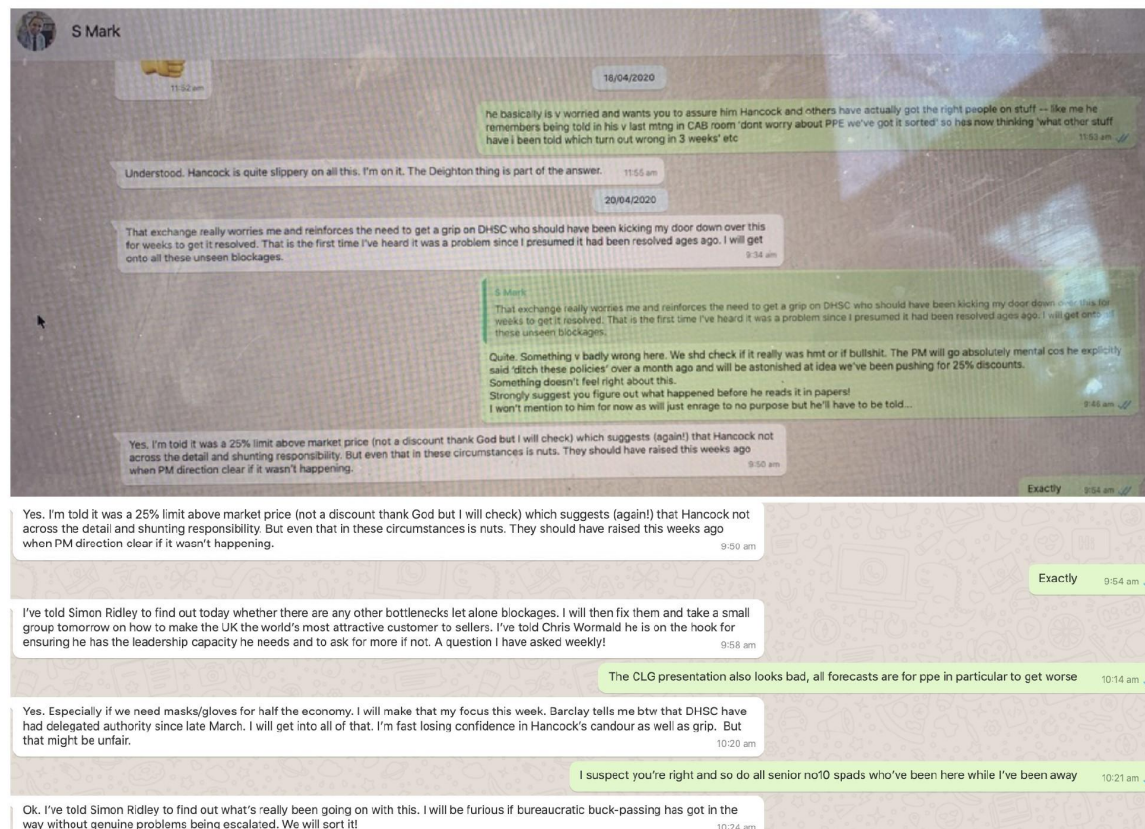 S Mark
11:52 am
18/04/2020
he basically is v worried and wants you to assure him Hancock and others have actually got the right people on stuff -- like me he
remembers being told in his v last mtng in CAB room 'dont worry about PPE we've got it sorted' so hes now thinking 'what other stuff
have i been told which turn out wrong in 3 weeks' etc
11:53 am
Understood. Hancock is quite slippery on all this. I'm on it. The Deighton thing is part of the answer.
11:55 am
20/04/2020
That exchange really worries me and reinforces the need to get a grip on DHSC who should have been kicking my door down over this
for weeks to get it resolved. That is the first time I've heard it was a problem since I presumed it had been resolved ages ago. I will get
onto all these unseen blockages.
9:34 am
S Mark
That exchange really worries me and reinforces the need to get a grip on DHSC who should have been kicking my door down over this for
weeks to get it resolved. That is the first time I've heard it was a problem since I presumed it had been resolved ages ago. I will get onto
these unseen blockages.
Quite. Something v badly wrong here. We shd check if it really was hmt or if bullshit. The PM will go absolutely mental cos he explicitly
said 'ditch these policies' over a month ago and will be astonished at idea we've been pushing for 25% discounts.
Something doesn't feel right about this.
Strongly suggest you figure out what happened before he reads it in papers!
I won't mention to him for now as will just enrage to no purpose but he'll have to be told...
9:46 am
Yes. I'm told it was a 25% limit above market price (not a discount thank God but I will check) which suggests (again!) that Hancock not
across the detail and shunting responsibility. But even that in these circumstances is nuts. They should have raised this weeks ago
when PM direction clear if it wasn't happening.
9:50 am
Exactly
9:54 am
Yes. I'm told it was a 25% limit above market price (not a discount thank God but I will check) which suggests (again!) that Hancock not
across the detail and shunting responsibility. But even that in these circumstances is nuts. They should have raised this weeks ago
when PM direction clear if it wasn't happening.
9:50 am
Exactly
9:54 am
I've told Simon Ridley to find out today whether there are any other bottlenecks let alone blockages. I will then fix them and take a small
group tomorrow on how to make the UK the world's most attractive customer to sellers. I've told Chris Wormald he is on the hook for
ensuring he has the leadership capacity he needs and to ask for more if not. A question I have asked weekly!
9:58 am
The CLG presentation also looks bad, all forecasts are for ppe in particular to get worse
10:14 am
Yes. Especially if we need masks/gloves for half the economy. I will make that my focus this week. Barclay tells me btw that DHSC have
had delegated authority since late March. I will get into all of that. I'm fast losing confidence in Hancock's candour as well as grip. But
that might be unfair.
10:20 am
I suspect you're right and so do all senior no10 spads who've been here while I've been away
10:21 am
Ok. I've told Simon Ridley to find out what's really been going on with this. I will be furious if bureaucratic buck-passing has got in the
way without genuine problems being escalated. We will sort it!
10:24 am